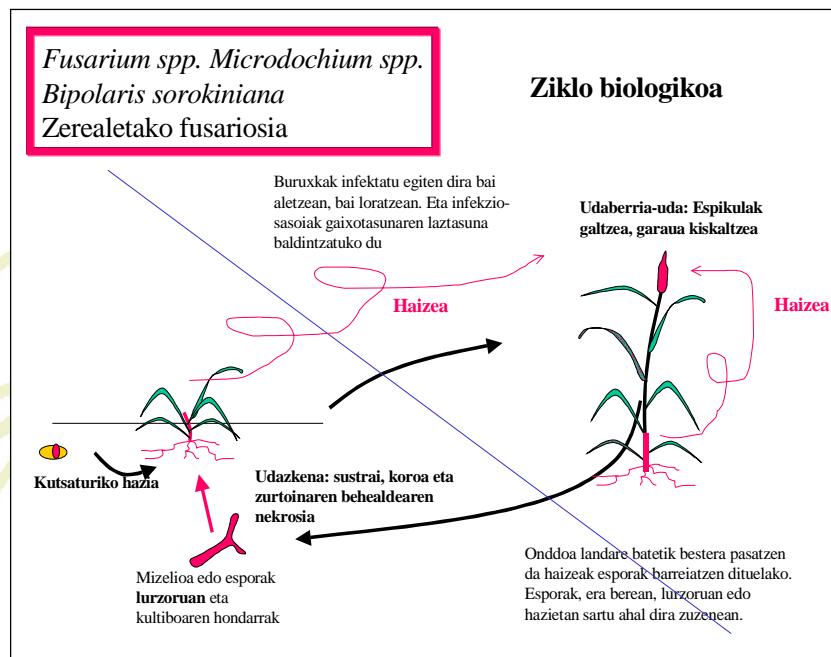 Fusarium spp. Microdochium spp.
Bipolaris sorokiniana
Zerealetako fusariosia
Ziklo biologikoa
Buruxkak infektatu egiten dira bai
aletzean, bai loratzean. Eta infekzio-
sasoiak gaixotasunaren laztasuna
baldintzatuko du
Udaberria-uda: Espikulak
galtzea, garaua kiskaltzea
Haizea
Haizea
Kutsaturiko hazia
Udazkena: sustrai, koroa eta
zurtoinaren behealdearen
nekrosia
Mizelioa edo esporak
lurzoruan eta
kultiboaren hondarrak
Onddoa landare batetik bestera pasatzen
da haizeak esporak barreiatzen dituelako.
Esporak, era berean, lurzoruan edo
hazietan sartu ahal dira zuzenean.